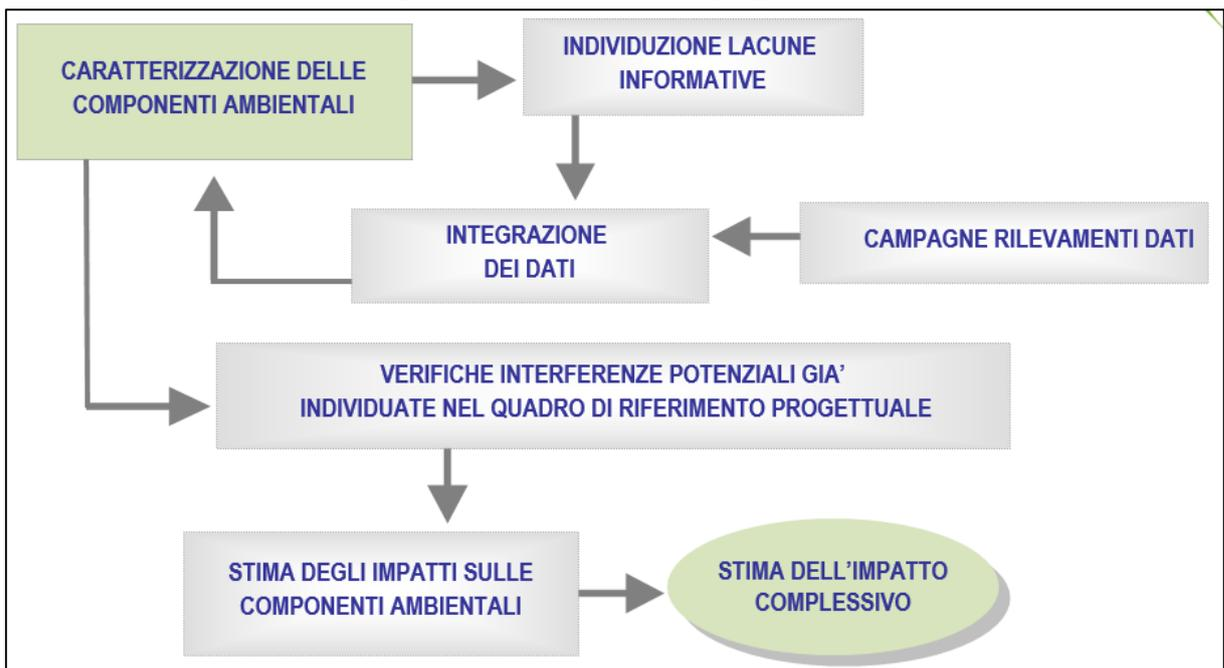 CARATTERIZZAZIONE DELLE
COMPONENTI AMBIENTALI
INDIVIDUZIONE LACUNE
INFORMATIVE
INTEGRAZIONE
DEI DATI
CAMPAGNE RILEVAMENTI DATI
VERIFICHE INTERFERENZE POTENZIALI GIA’
INDIVIDUATE NEL QUADRO DI RIFERIMENTO PROGETTUALE
STIMA DEGLI IMPATTI SULLE
COMPONENTI AMBIENTALI
STIMA DELL’IMPATTO
COMPLESSIVO